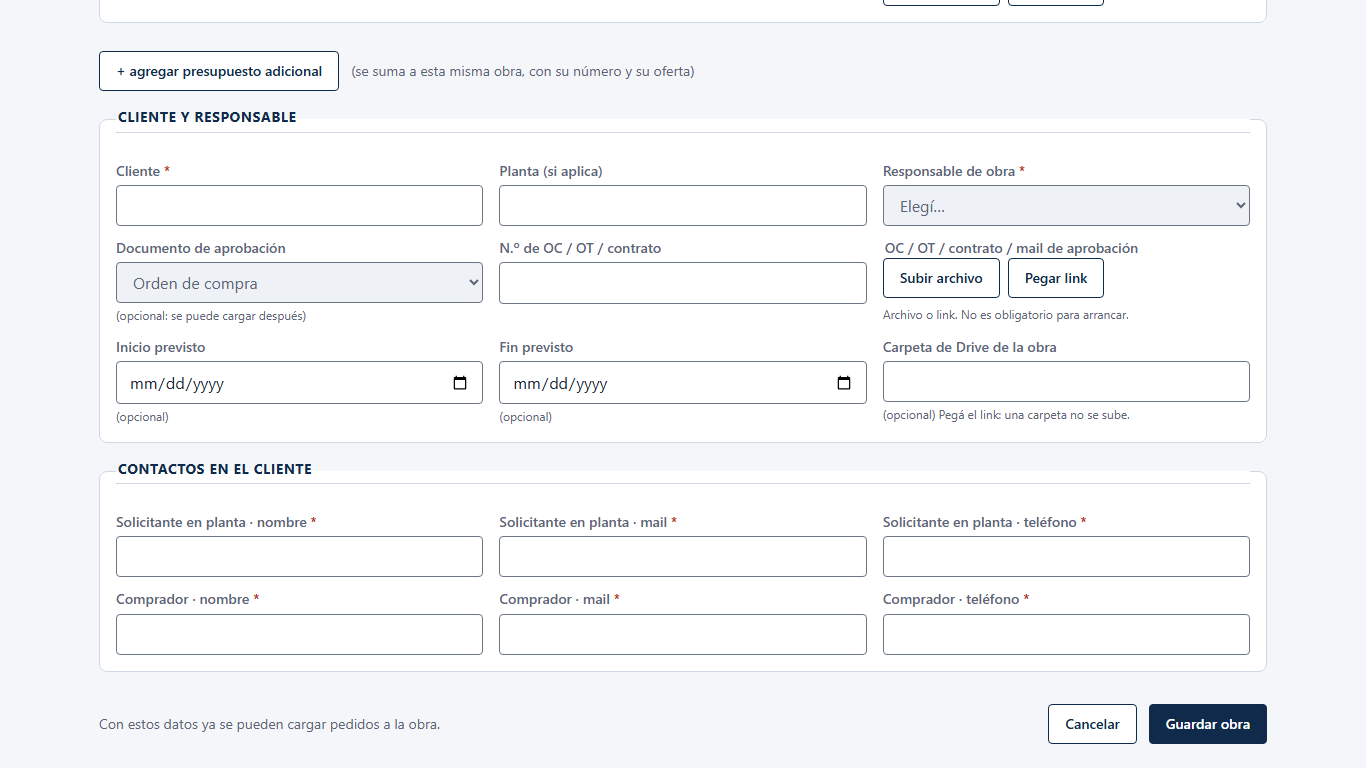 + agregar presupuesto adicional (se suma a esta misma obra, con su número y su oferta)
CLIENTE Y RESPONSABLE
Cliente * Planta (si aplica) Responsable de obra *
Elegí...
Documento de aprobación N.º de OC / OT / contrato OC / OT / contrato / mail de aprobación
Orden de compra Subir archivo Pegar link
(opcional: se puede cargar después) Archivo o link. No es obligatorio para arrancar.
Inicio previsto Fin previsto Carpeta de Drive de la obra
mm/dd/yyyy mm/dd/yyyy
(opcional) (opcional) (opcional) Pegá el link: una carpeta no se sube.
CONTACTOS EN EL CLIENTE
Solicitante en planta · nombre * Solicitante en planta · mail * Solicitante en planta · teléfono *
Comprador · nombre * Comprador · mail * Comprador · teléfono *
Con estos datos ya se pueden cargar pedidos a la obra. Cancelar Guardar obra